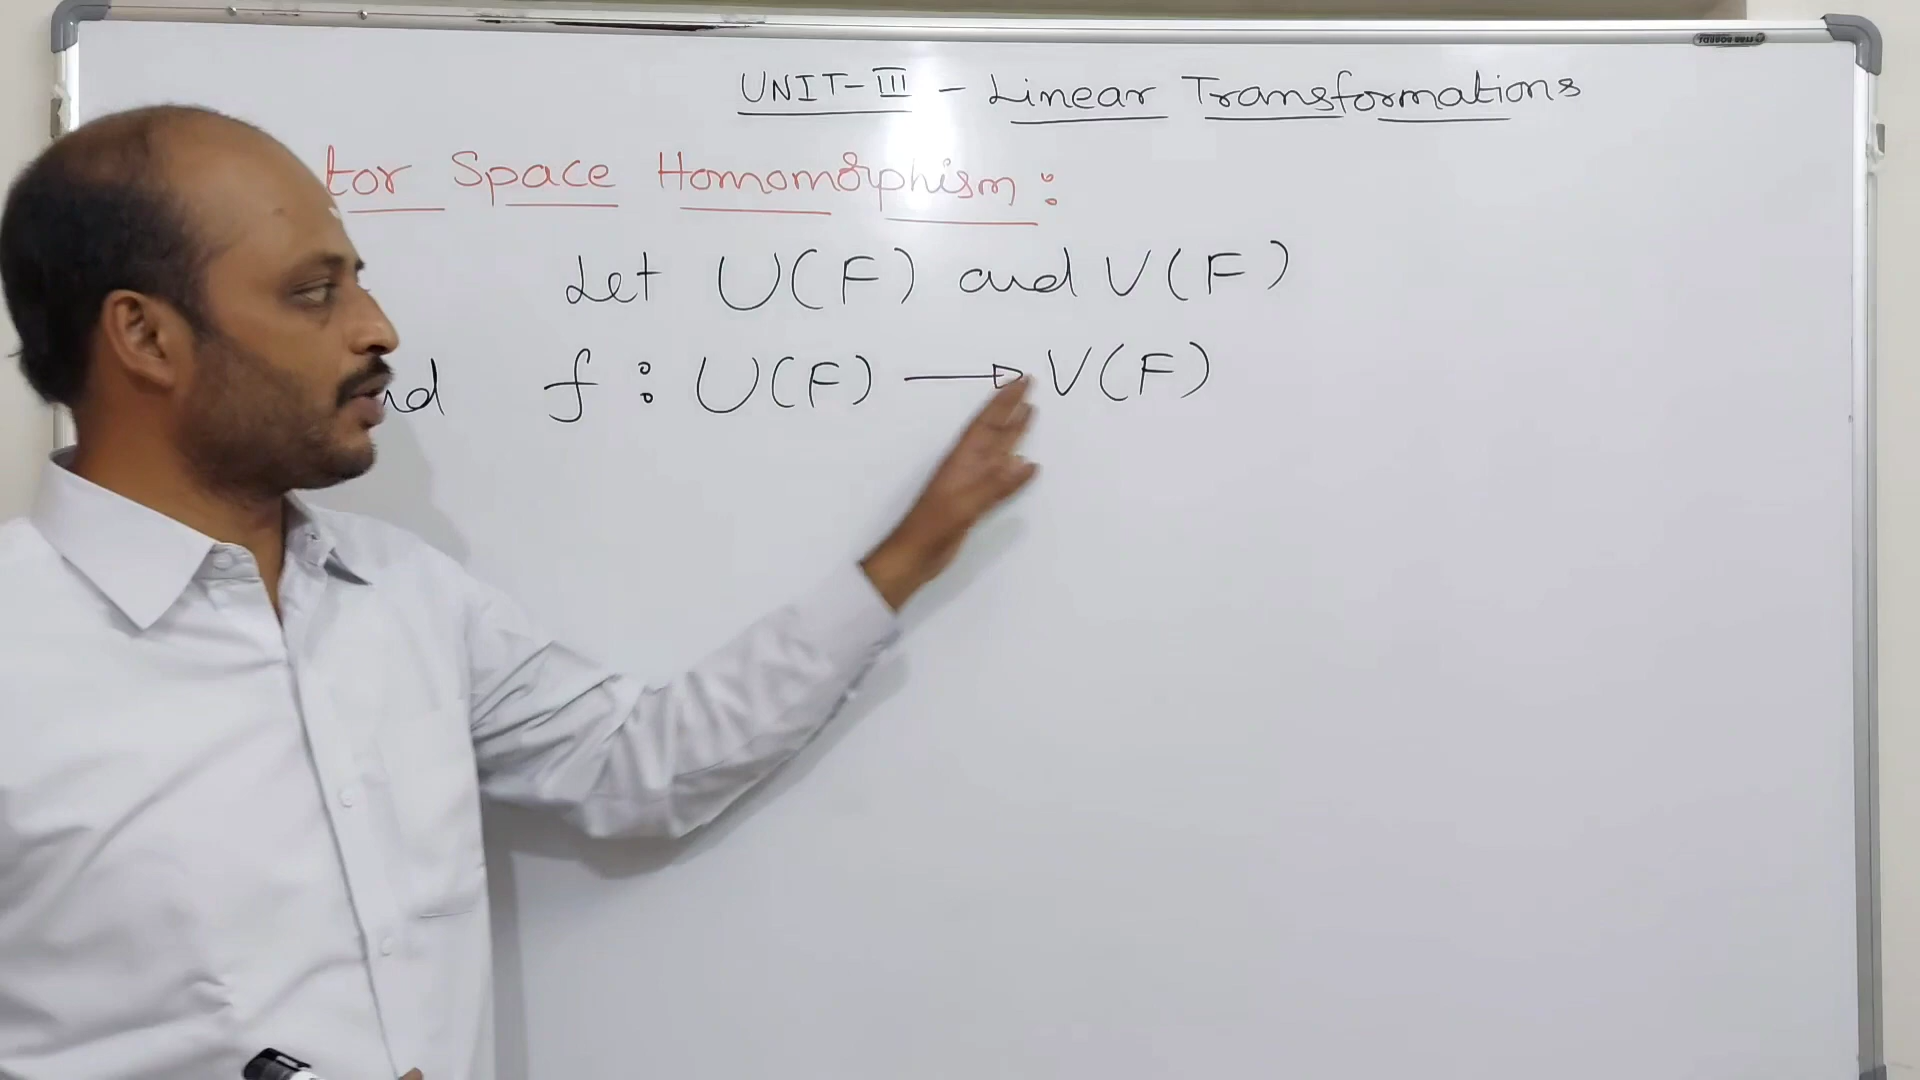 UNIT-III - Linear Transformations
tor Space Homomorphism:
Let U(F) and V(F)
nd f : U(F) → V(F)